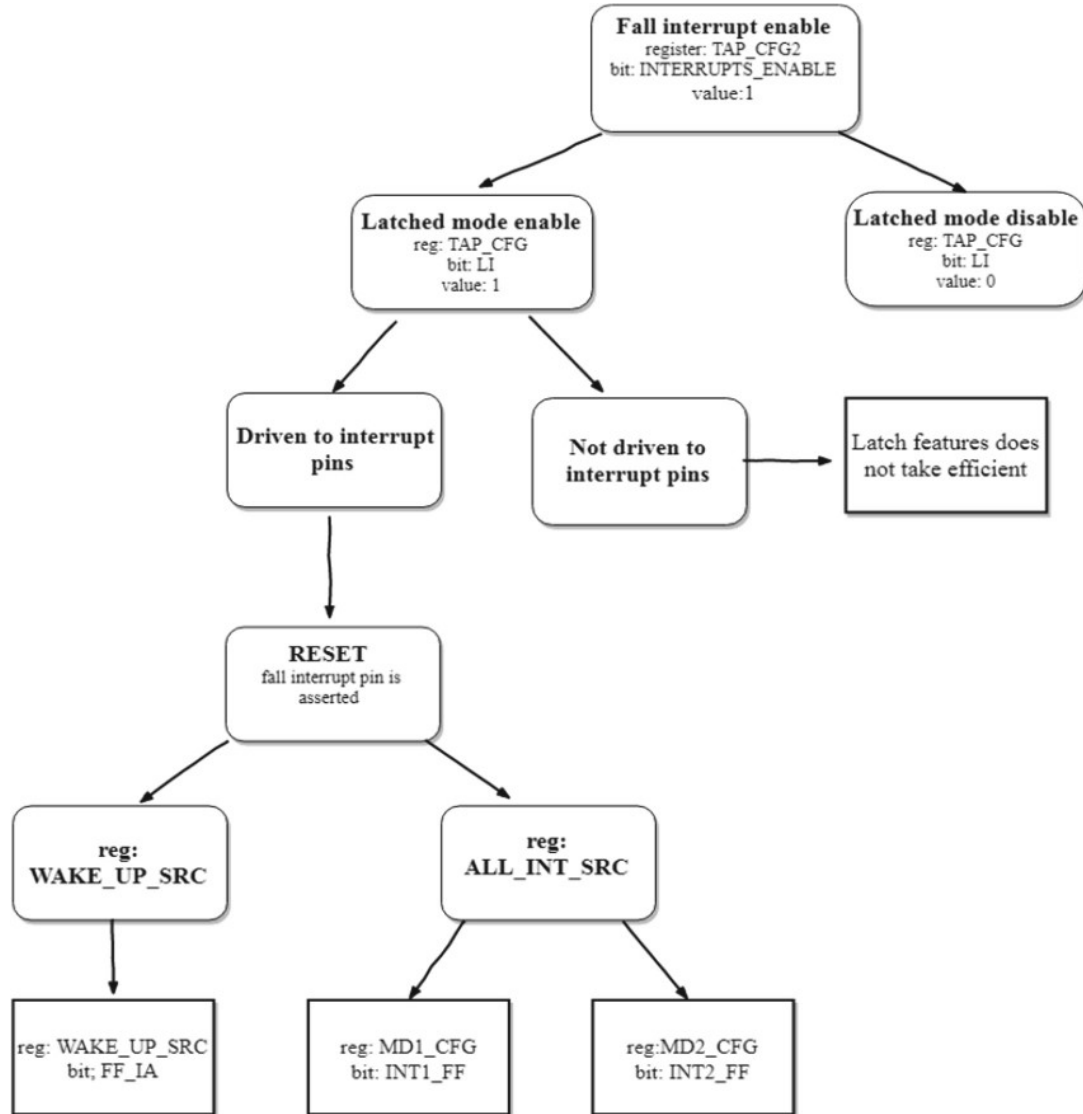 Fall interrupt enable
register: TAP_CFG2
bit: INTERRUPTS_ENABLE
value:1
Latched mode enable
reg: TAP_CFG
bit: LI
value: 1
Latched mode disable
reg: TAP_CFG
bit: LI
value: 0
Driven to interrupt
pins
Not driven to
interrupt pins
Latch features does
not take efficient
RESET
fall interrupt pin is
asserted
reg:
WAKE_UP_SRC
reg:
ALL_INT_SRC
reg: WAKE_UP_SRC
bit; FF_IA
reg: MD1_CFG
bit: INT1_FF
reg:MD2_CFG
bit: INT2_FF